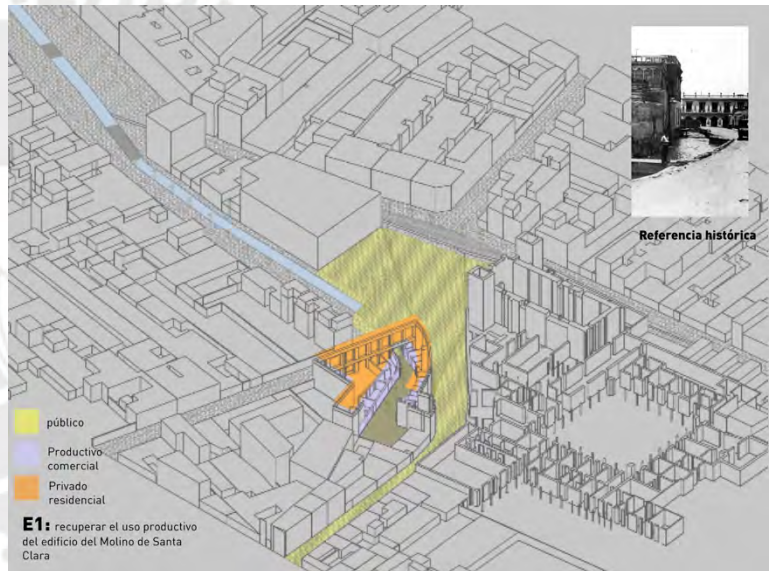 Referencia histórica
público
Productivo
comercial
Privado
residencial
E1: recuperar el uso productivo
del edificio del Molino de Santa
Clara